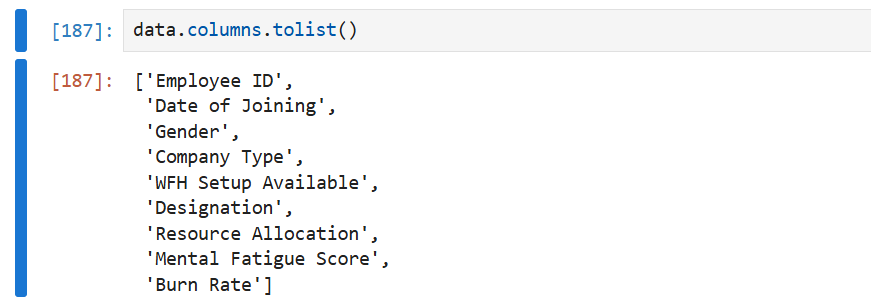 [187]: data.columns.tolist()
[187]: ['Employee ID',
'Date of Joining',
'Gender',
'Company Type',
'WFH Setup Available',
'Designation',
'Resource Allocation',
'Mental Fatigue Score',
'Burn Rate']